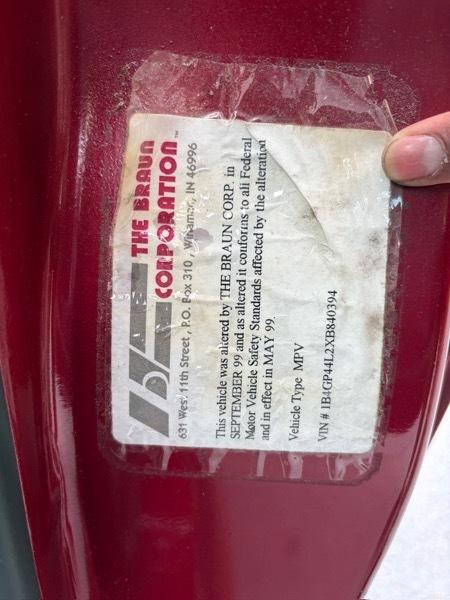 THE BRAUN
CORPORATION™
631 West 11th Street, P.O. Box 310, Winamac, IN 46996
This vehicle was altered by THE BRAUN CORP. in
SEPTEMBER 99 and as altered it conforms to all Federal
Motor Vehicle Safety Standards affected by the alteration
and in effect in MAY 99.
Vehicle Type MPV
VIN # 1B4GP44L2XB840394